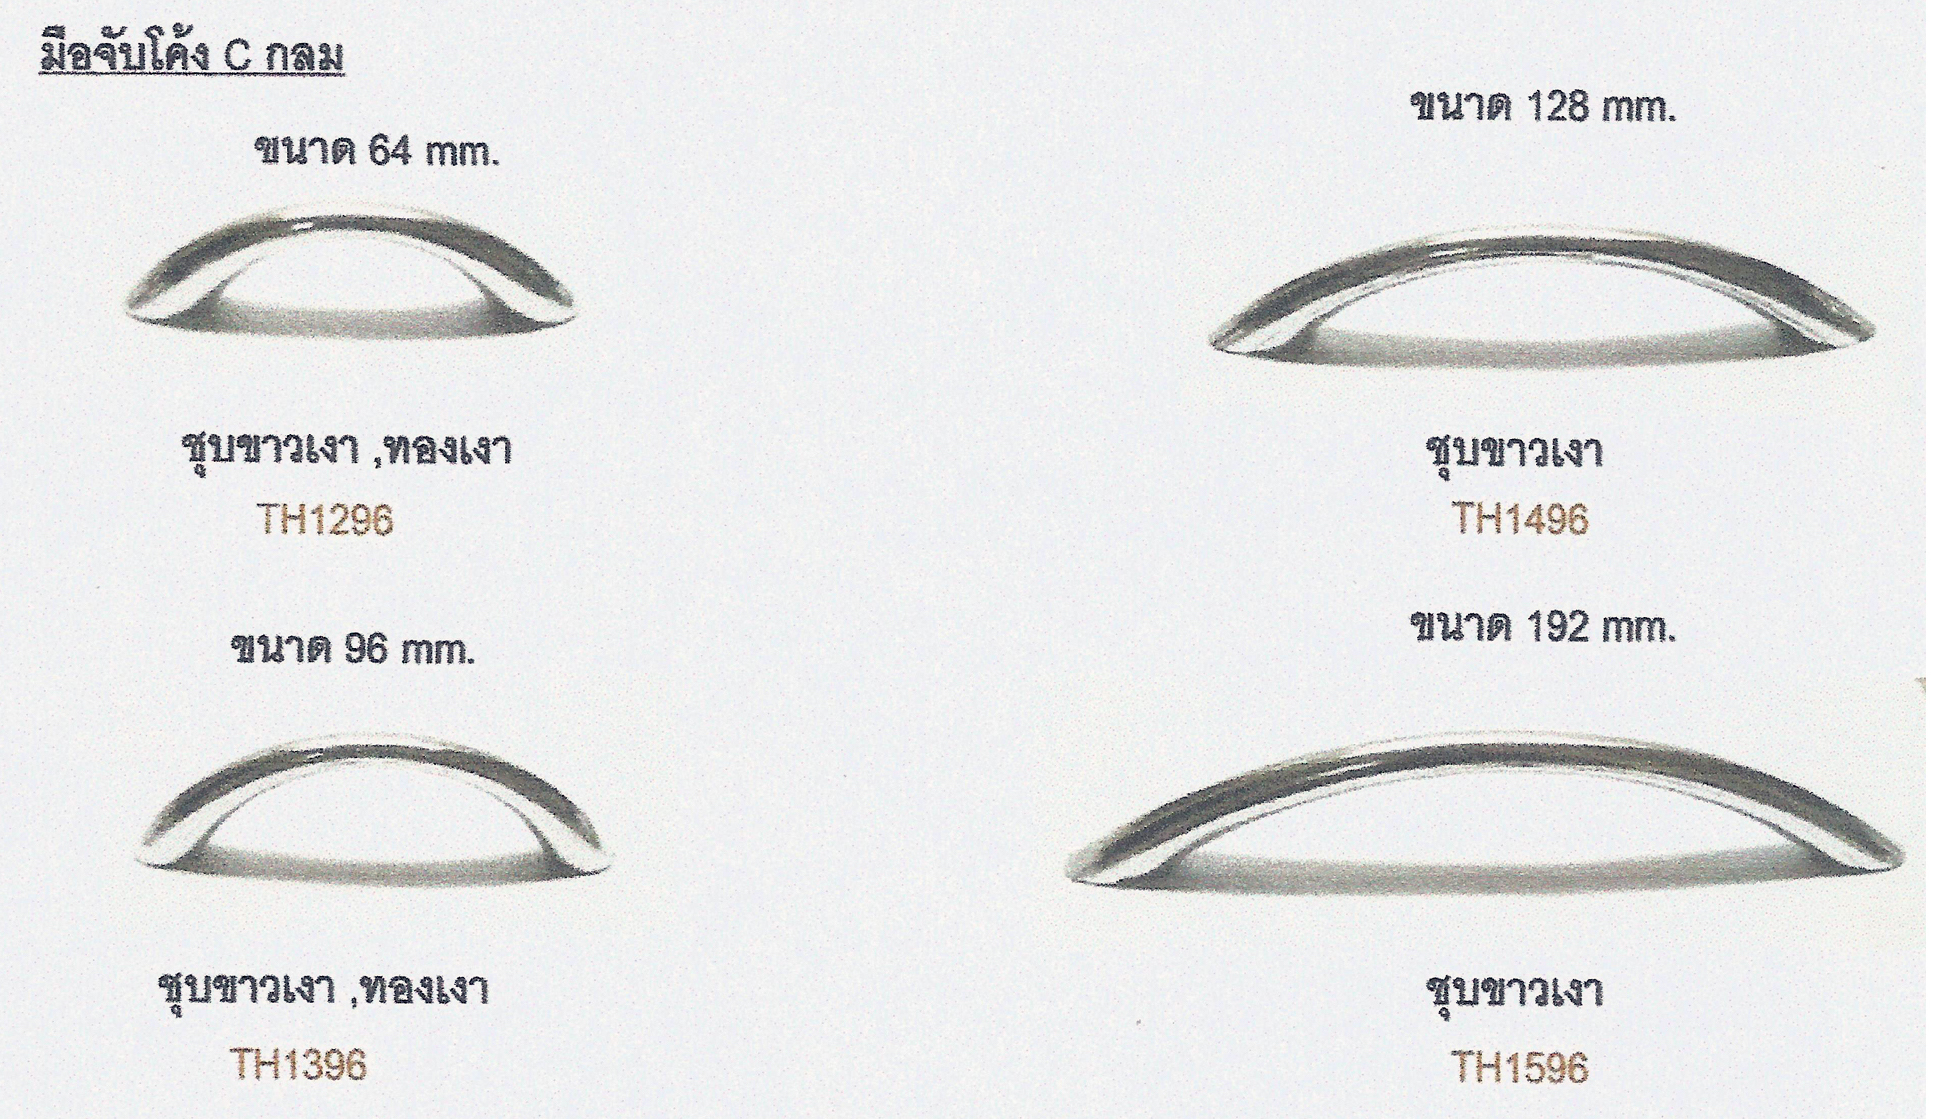 มือจับโค้ง C กลม
ขนาด 64 mm.
ชุบขาวเงา ,ทองเงา
TH1296
ขนาด 128 mm.
ชุบขาวเงา
TH1496
ขนาด 96 mm.
ชุบขาวเงา ,ทองเงา
TH1396
ขนาด 192 mm.
ชุบขาวเงา
TH1596